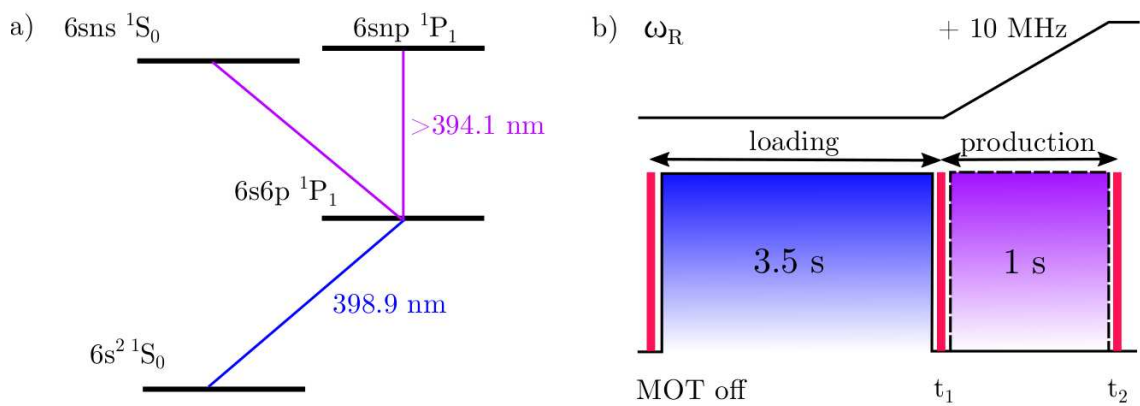 a)
6sns ¹S₀
6snp ¹P₁
>394.1 nm
6s6p ¹P₁
398.9 nm
6s² ¹S₀
b)
ω_R
+ 10 MHz
loading
production
3.5 s
1 s
MOT off
t₁
t₂